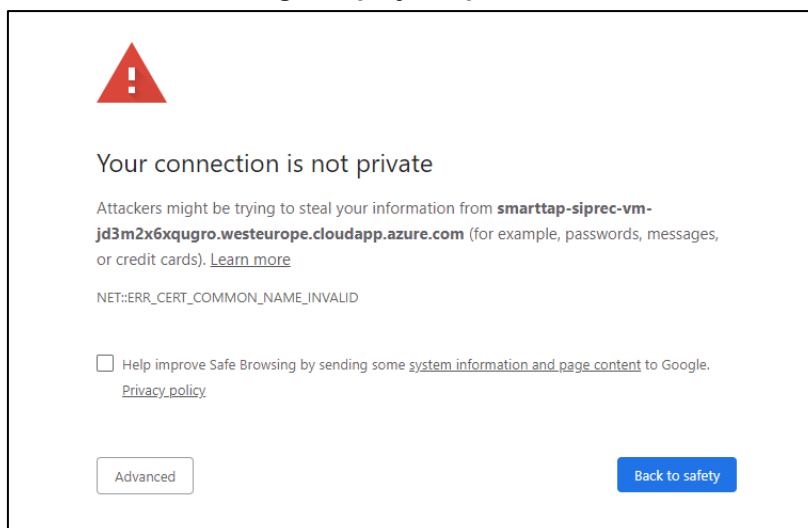 Your connection is not private
Attackers might be trying to steal your information from smarttap-siprec-vm-
jd3m2x6xqugro.westeurope.cloudapp.azure.com (for example, passwords, messages,
or credit cards). Learn more
NET::ERR_CERT_COMMON_NAME_INVALID
Help improve Safe Browsing by sending some system information and page content to Google.
Privacy policy
Advanced
Back to safety